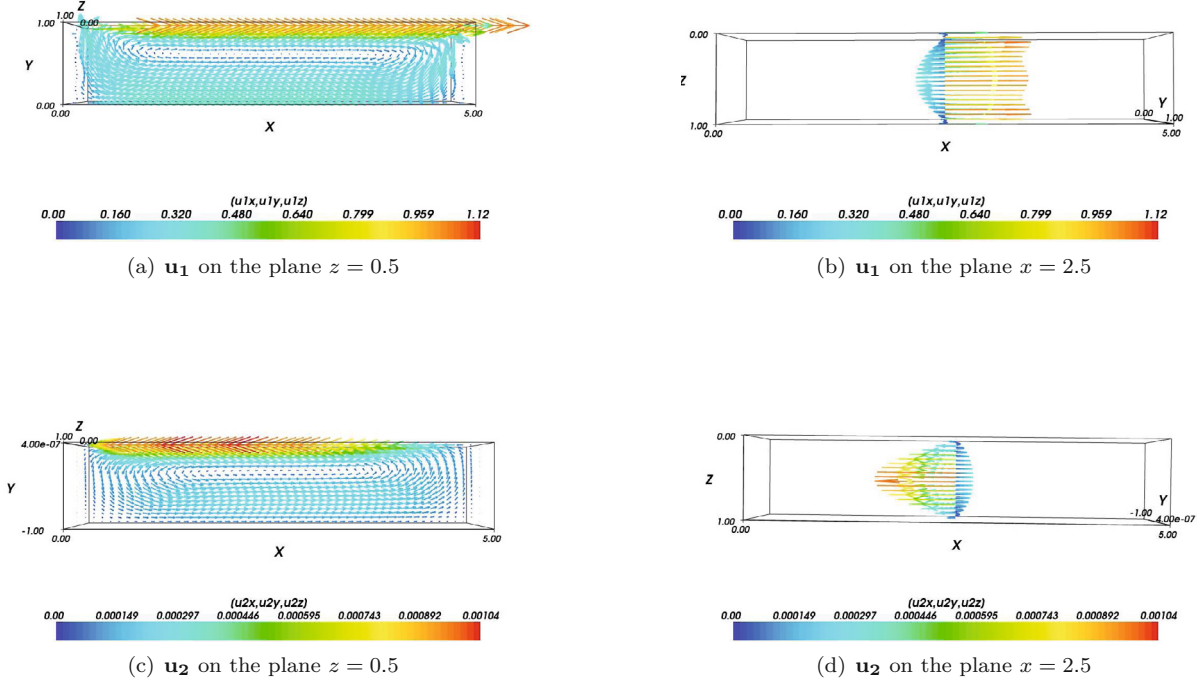 Z
1.00
1.00
0.00
Y
0.00
0.00
5.00
X
(u1x,u1y,u1z)
0.00 0.160 0.320 0.480 0.640 0.799 0.959 1.12
(a) u₁ on the plane z = 0.5
0.00
Z
Y
0.00
1.00
1.00
0.00
5.00
X
(u1x,u1y,u1z)
0.00 0.160 0.320 0.480 0.640 0.799 0.959 1.12
(b) u₁ on the plane x = 2.5
Z
1.00
0.00
4.00e-07
Y
-1.00
0.00
5.00
X
(u2x,u2y,u2z)
0.00 0.000149 0.000297 0.000446 0.000595 0.000743 0.000892 0.00104
(c) u₂ on the plane z = 0.5
0.00
Z
Y
-1.00
4.00e-07
1.00
0.00
5.00
X
(u2x,u2y,u2z)
0.00 0.000149 0.000297 0.000446 0.000595 0.000743 0.000892 0.00104
(d) u₂ on the plane x = 2.5